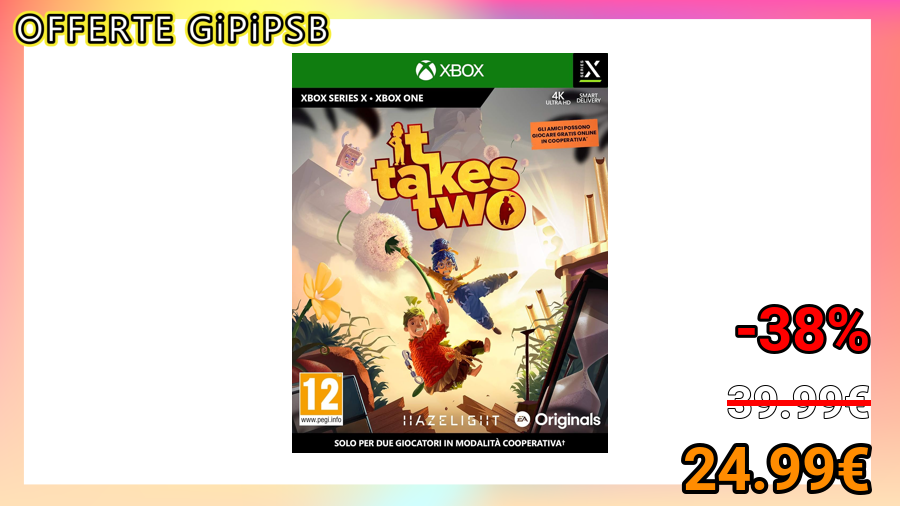 OFFERTE GiPiPSB
XBOX
SERIES X
XBOX SERIES X • XBOX ONE
4K
ULTRA HD
SMART
DELIVERY
GLI AMICI POSSONO
GIOCARE GRATIS ONLINE
IN COOPERATIVA*
it
takes
two
-38%
39.99€
24.99€
12
www.pegi.info
HAZELIGHT
EA Originals
SOLO PER DUE GIOCATORI IN MODALITÀ COOPERATIVA†